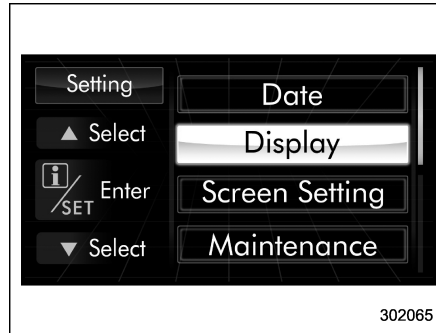 Setting
▲ Select
i/SET Enter
▼ Select
Date
Display
Screen Setting
Maintenance
302065